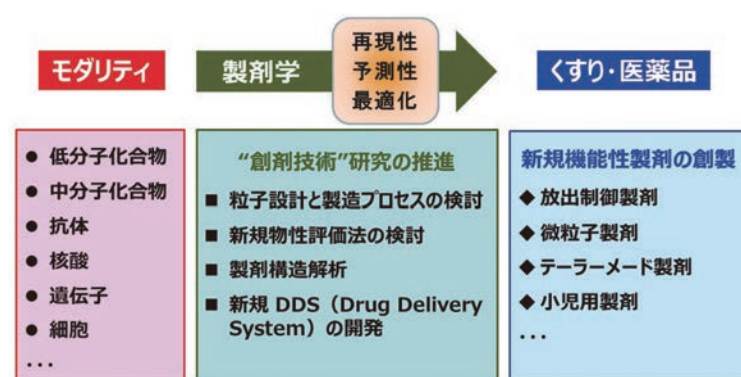 モダリティ
製剤学
再現性
予測性
最適化
くすり・医薬品
● 低分子化合物
● 中分子化合物
● 抗体
● 核酸
● 遺伝子
● 細胞
･･･
“創剤技術”研究の推進
■ 粒子設計と製造プロセスの検討
■ 新規物性評価法の検討
■ 製剤構造解析
■ 新規 DDS（Drug Delivery
System）の開発
新規機能性製剤の創製
◆ 放出制御製剤
◆ 微粒子製剤
◆ テーラーメード製剤
◆ 小児用製剤
･･･